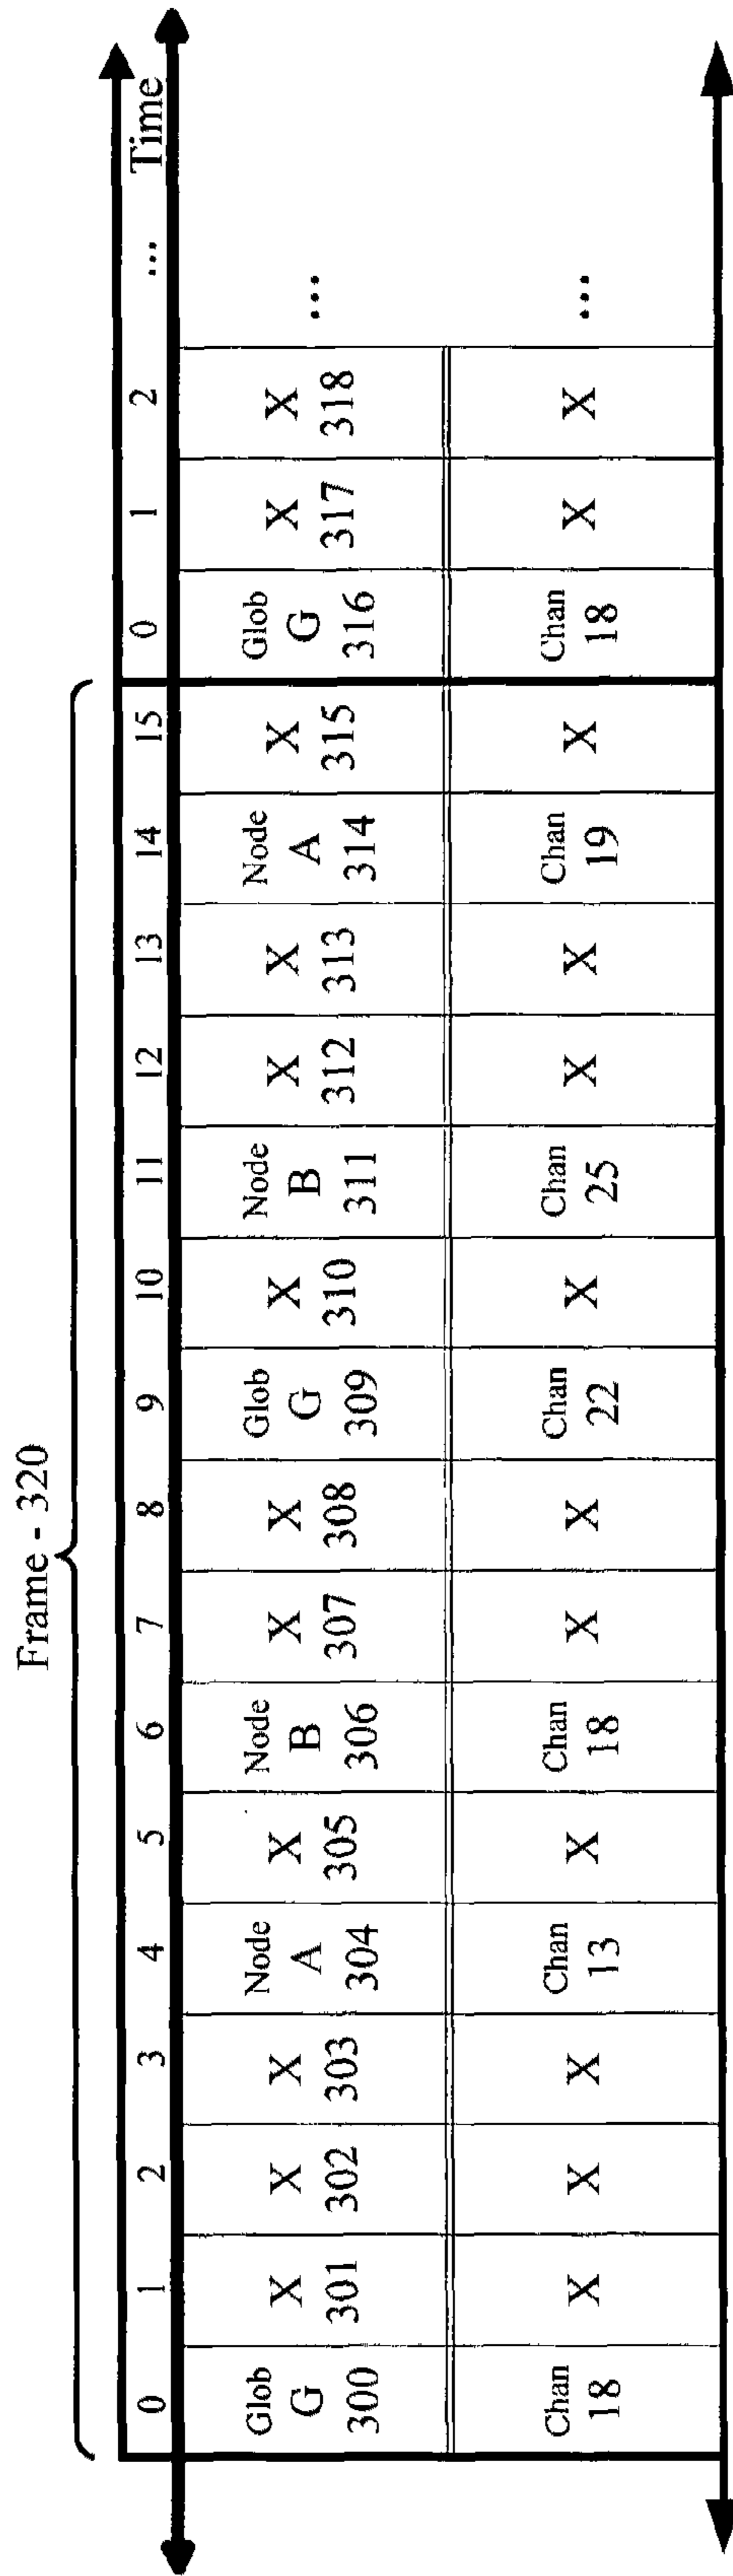 Frame - 320
0 1 2 3 4 5 6 7 8 9 10 11 12 13 14 15 0 1 2 ... Time
Glob G 300
X 301
X 302
X 303
Node A 304
X 305
Node B 306
X 307
X 308
Glob G 309
X 310
Node B 311
X 312
X 313
Node A 314
X 315
Glob G 316
X 317
X 318
...
Chan 18
X
X
X
Chan 13
X
Chan 18
X
X
Chan 22
X
Chan 25
X
X
Chan 19
X
Chan 18
X
X
...